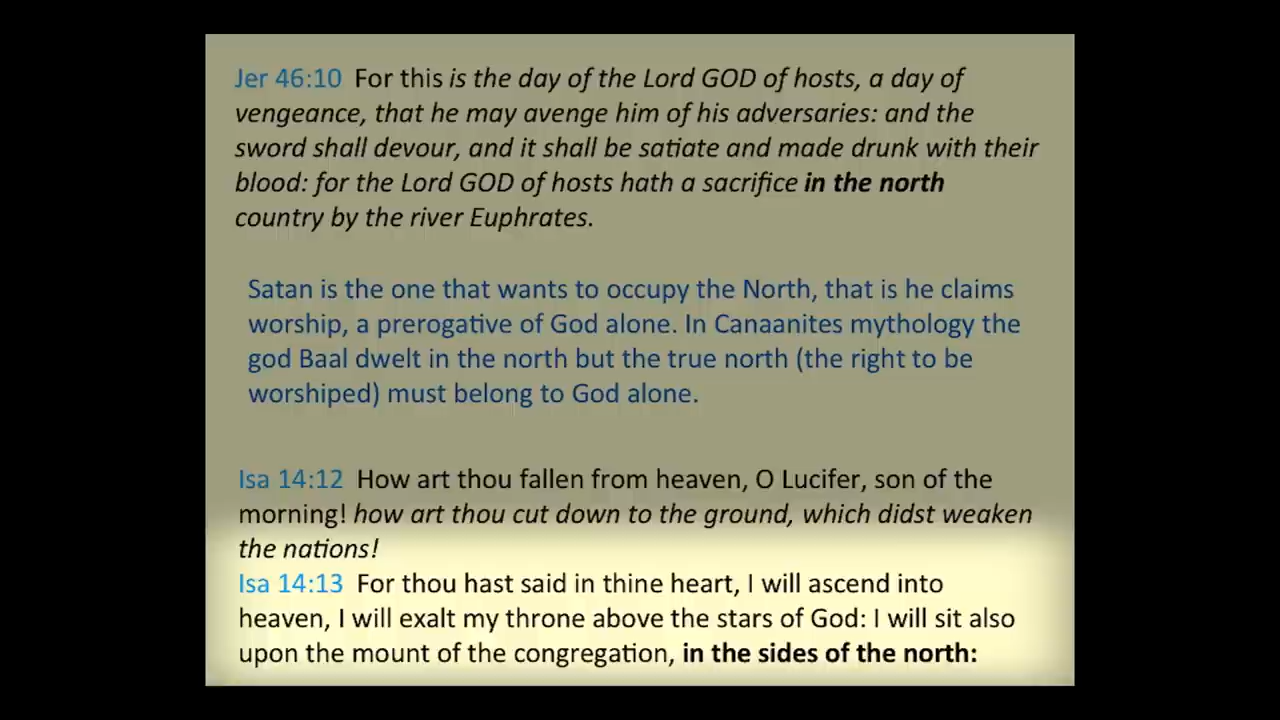 Jer 46:10 For this is the day of the Lord GOD of hosts, a day of
vengeance, that he may avenge him of his adversaries: and the
sword shall devour, and it shall be satiate and made drunk with their
blood: for the Lord GOD of hosts hath a sacrifice in the north
country by the river Euphrates.
Satan is the one that wants to occupy the North, that is he claims
worship, a prerogative of God alone. In Canaanites mythology the
god Baal dwelt in the north but the true north (the right to be
worshiped) must belong to God alone.
Isa 14:12 How art thou fallen from heaven, O Lucifer, son of the
morning! how art thou cut down to the ground, which didst weaken
the nations!
Isa 14:13 For thou hast said in thine heart, I will ascend into
heaven, I will exalt my throne above the stars of God: I will sit also
upon the mount of the congregation, in the sides of the north: